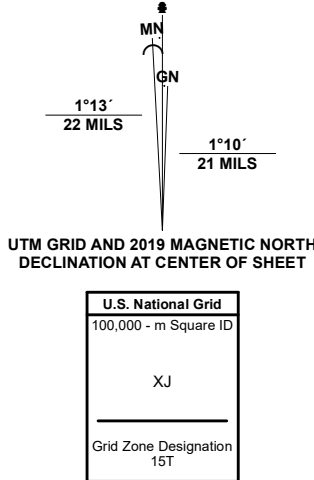 MN
GN
1°13´
22 MILS
1°10´
21 MILS
UTM GRID AND 2019 MAGNETIC NORTH
DECLINATION AT CENTER OF SHEET
U.S. National Grid
100,000 - m Square ID
XJ
Grid Zone Designation
15T